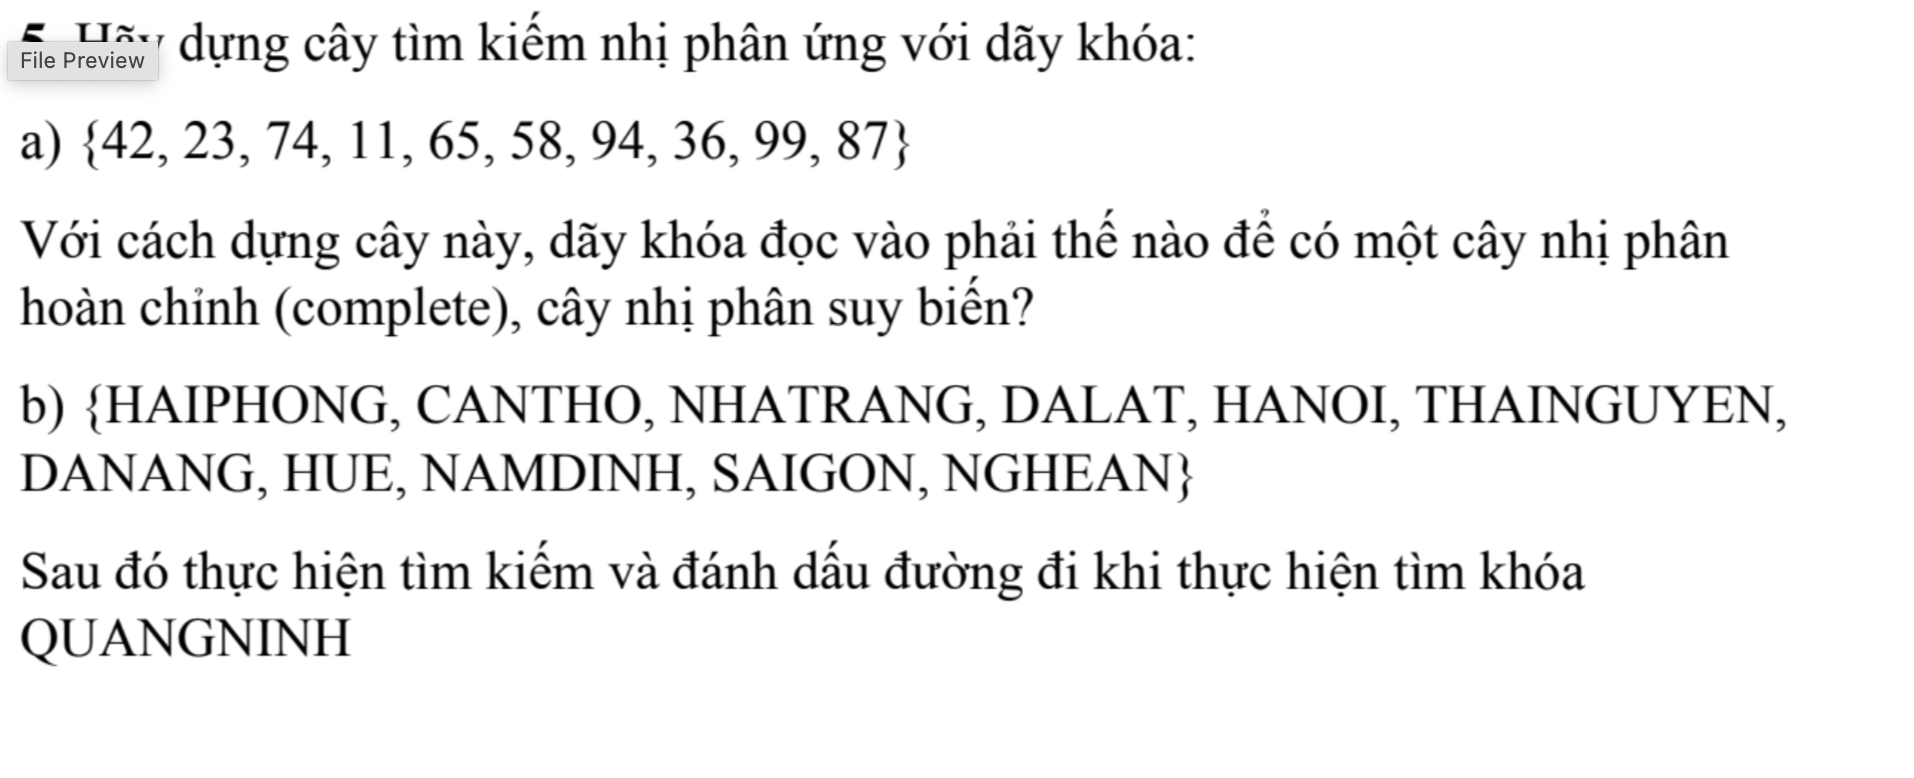 dựng cây tìm kiếm nhị phân ứng với dãy khóa:
File Preview
a) {42, 23, 74, 11, 65, 58, 94, 36, 99, 87}
Với cách dựng cây này, dãy khóa đọc vào phải thế nào để có một cây nhị phân
hoàn chỉnh (complete), cây nhị phân suy biến?
b) {HAIPHONG, CANTHO, NHATRANG, DALAT, HANOI, THAINGUYEN,
DANANG, HUE, NAMDINH, SAIGON, NGHEAN}
Sau đó thực hiện tìm kiếm và đánh dấu đường đi khi thực hiện tìm khóa
QUANGNINH